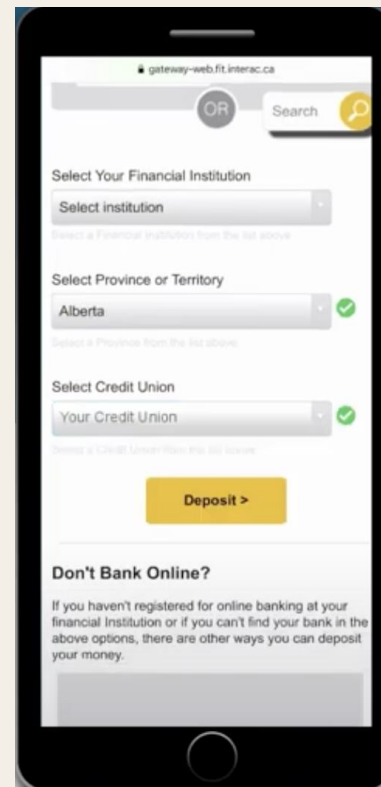 gateway-web.fit.interac.ca
OR
Search
Select Your Financial Institution
Select institution
Select a Financial Institution from the list above
Select Province or Territory
Alberta
Select a Province from the list above
Select Credit Union
Your Credit Union
Select a Credit Union from the list above
Deposit >
Don't Bank Online?
If you haven't registered for online banking at your
financial Institution or if you can't find your bank in the
above options, there are other ways you can deposit
your money.